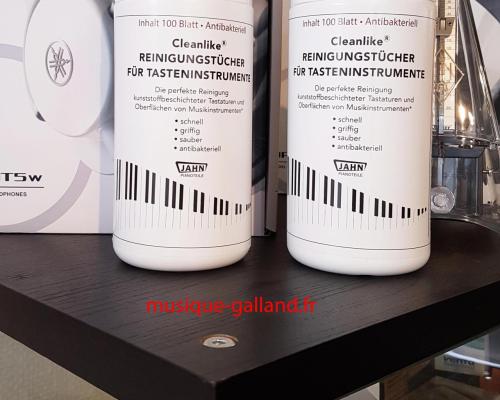 Inhalt 100 Blatt • Antibakteriell
Cleanlike®
REINIGUNGSTÜCHER
FÜR TASTENINSTRUMENTE
Die perfekte Reinigung
kunststoffbeschichteter Tastaturen und
Oberflächen von Musikinstrumenten*
• schnell
• griffig
• sauber
• antibakteriell
JAHN
PIANOTEILE
Inhalt 100 Blatt • Antibakteriell
Cleanlike®
REINIGUNGSTÜCHER
FÜR TASTENINSTRUMENTE
Die perfekte Reinigung
kunststoffbeschichteter Tastaturen und
Oberflächen von Musikinstrumenten*
• schnell
• griffig
• sauber
• antibakteriell
JAHN
PIANOTEILE
musique-galland.fr